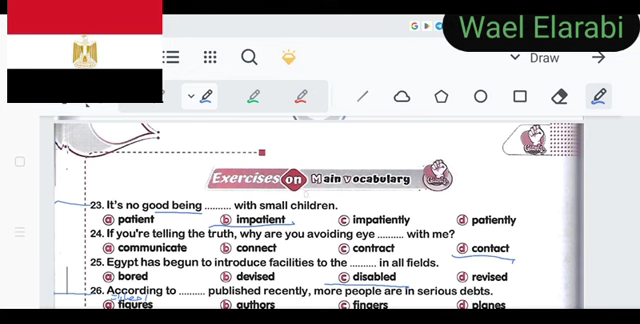 Wael Elarabi
Draw
Exercises on Main Vocabulary
23. It's no good being .......... with small children.
ⓐ patient ⓑ impatient ⓒ impatiently ⓓ patiently
24. If you're telling the truth, why are you avoiding eye .......... with me?
ⓐ communicate ⓑ connect ⓒ contract ⓓ contact
25. Egypt has begun to introduce facilities to the .......... in all fields.
ⓐ bored ⓑ devised ⓒ disabled ⓓ revised
26. According to .......... published recently, more people are in serious debts.
ⓐ figures ⓑ authors ⓒ fingers ⓓ planes